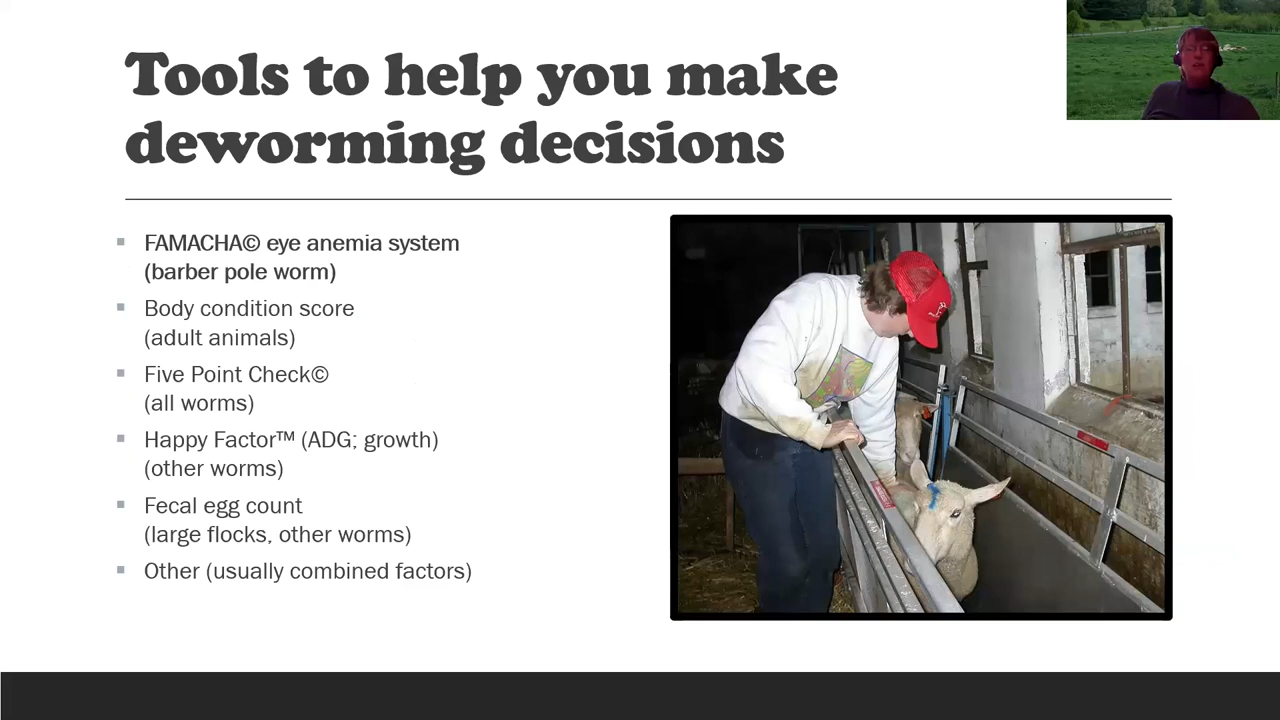 Tools to help you make
deworming decisions
FAMACHA© eye anemia system
(barber pole worm)
Body condition score
(adult animals)
Five Point Check©
(all worms)
Happy Factor™ (ADG; growth)
(other worms)
Fecal egg count
(large flocks, other worms)
Other (usually combined factors)